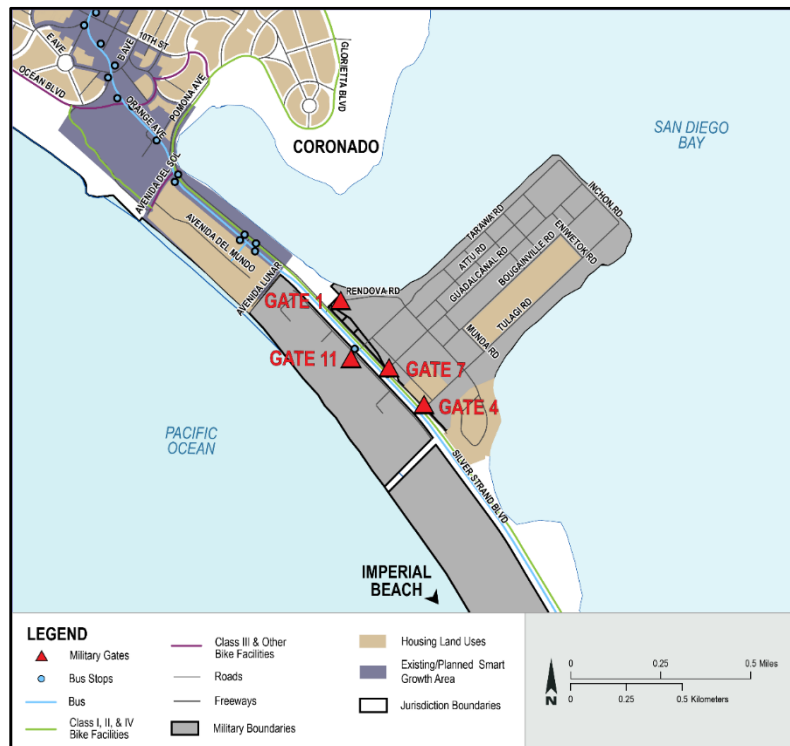 10TH ST
E AVE
B AVE
OCEAN BLVD
ORANGE AVE
POMONA AVE
GLORIETTA BLVD
CORONADO
SAN DIEGO
BAY
AVENIDA DEL SOL
AVENIDA DEL MUNDO
AVENIDA LUNAR
TARAWA RD
INCHON RD
ATTU RD
GUADALCANAL RD
BOUGAINVILLE RD
ENIWETOK RD
RENDOVA RD
TULAGI RD
MUNDA RD
GATE 1
GATE 11
GATE 7
GATE 4
PACIFIC
OCEAN
SILVER STRAND BLVD
IMPERIAL
BEACH
LEGEND
Military Gates
Bus Stops
Bus
Class I, II, & IV
Bike Facilities
Class III & Other
Bike Facilities
Roads
Freeways
Military Boundaries
Housing Land Uses
Existing/Planned Smart
Growth Area
Jurisdiction Boundaries
N
0 0.25 0.5 Miles
0 0.25 0.5 Kilometers